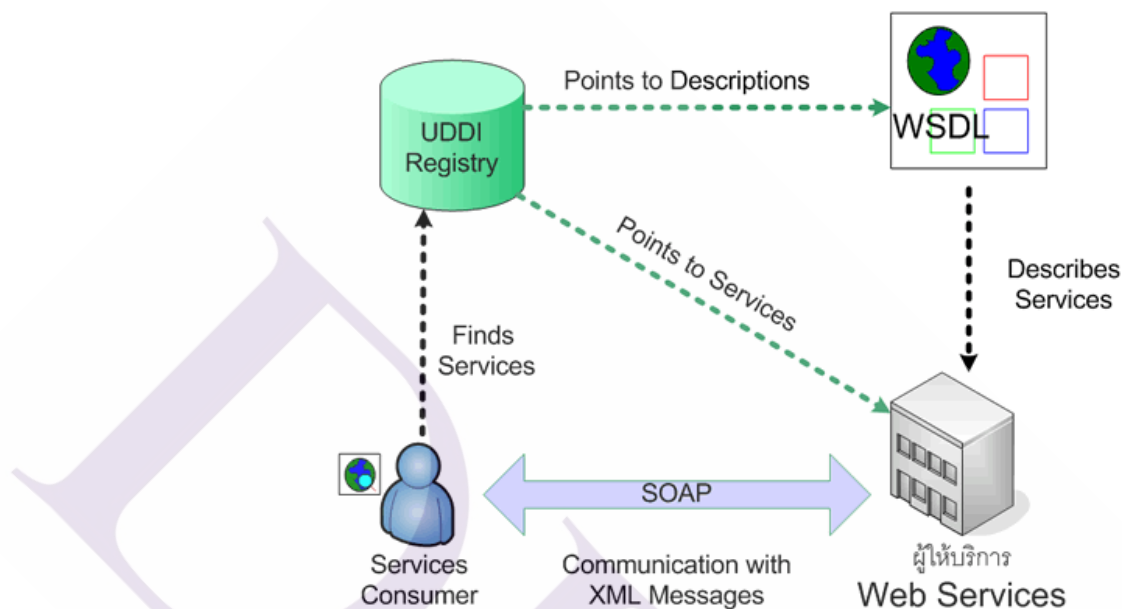 Points to Descriptions
UDDI
Registry
WSDL
Points to Services
Describes
Services
Finds
Services
SOAP
Services
Consumer
Communication with
XML Messages
ผู้ให้บริการ
Web Services